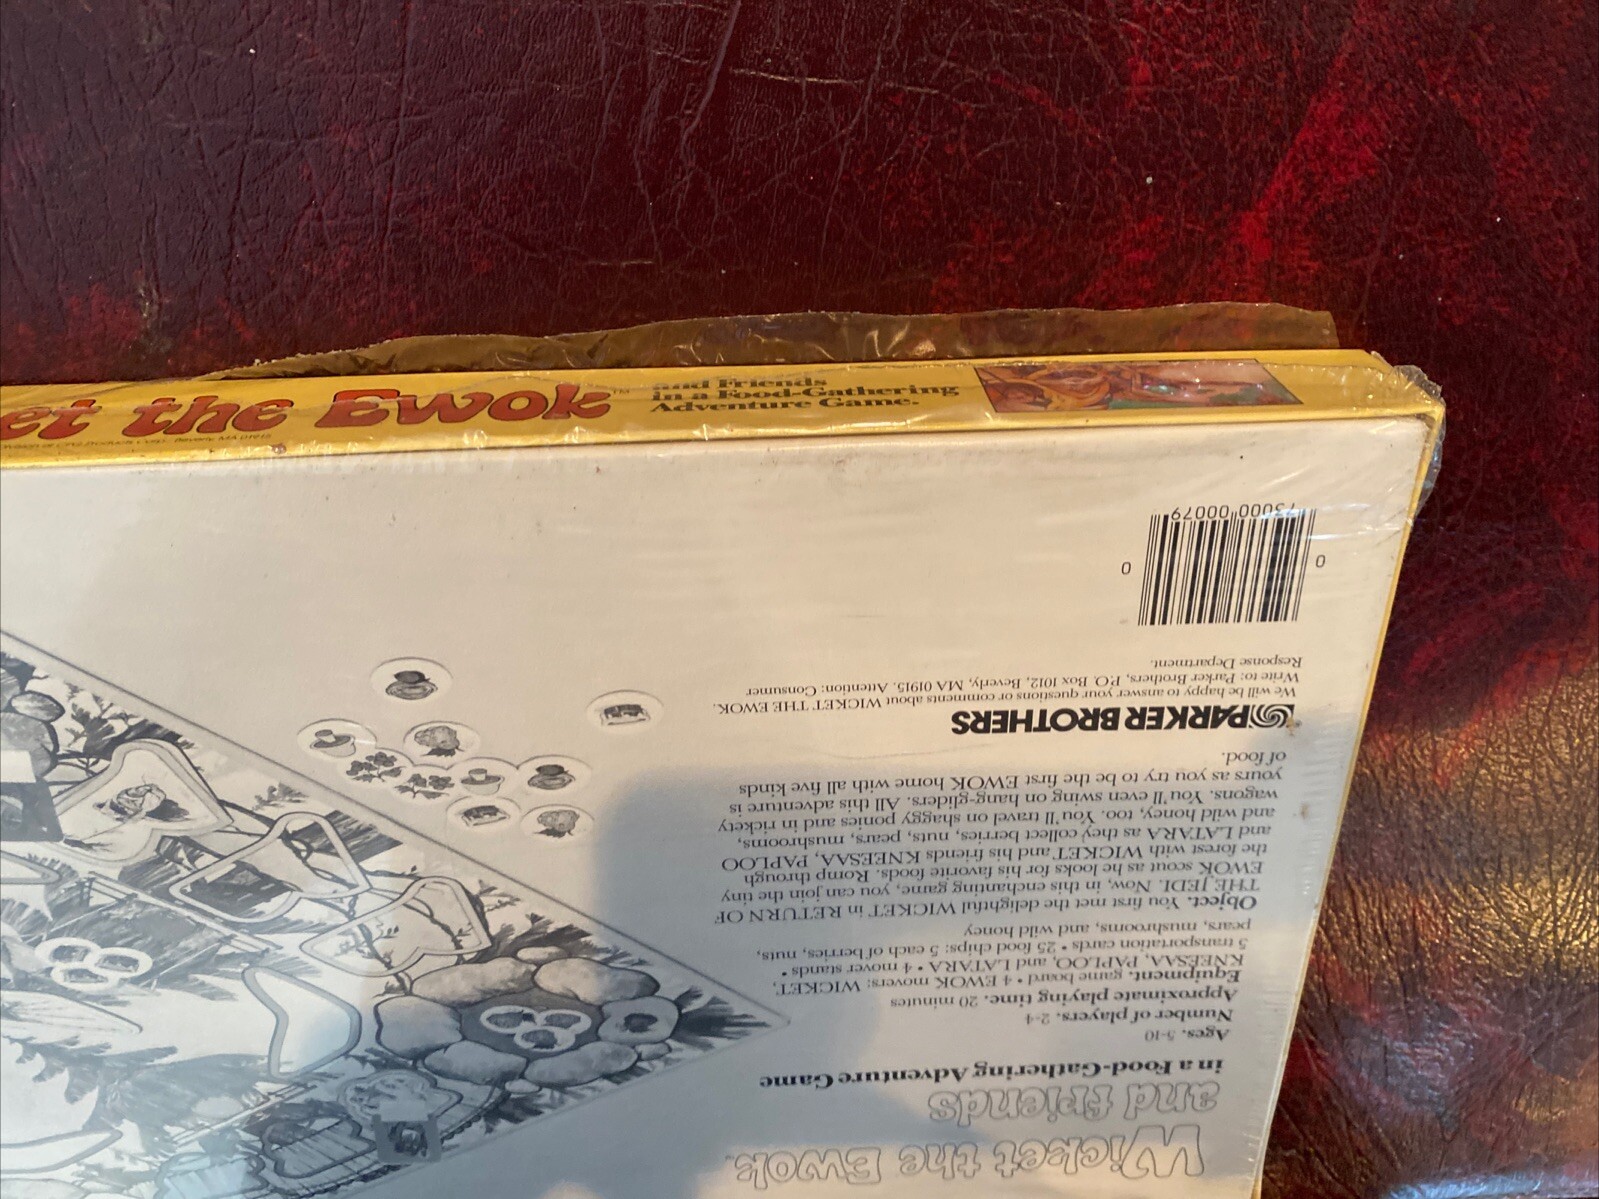 et the Ewok™
and Friends
in a Food-Gathering
Adventure Game.
Products Corp., Beverly, MA 01915
Wicket the Ewok™
and friends
in a Food-Gathering Adventure Game
Ages. 5-10
Number of players. 2-4
Approximate playing time. 20 minutes
Equipment. game board • 4 EWOK movers: WICKET,
KNEESAA, PAPLOO, and LATARA • 4 mover stands •
5 transportation cards • 25 food chips: 5 each of berries, nuts,
pears, mushrooms, and wild honey
Object. You first met the delightful WICKET in RETURN OF
THE JEDI. Now, in this enchanting game, you can join the tiny
EWOK scout as he looks for his favorite foods. Romp through
the forest with WICKET and his friends KNEESAA, PAPLOO
and LATARA as they collect berries, nuts, pears, mushrooms,
and wild honey, too. You'll travel on shaggy ponies and in rickety
wagons. You'll even swing on hang-gliders. All this adventure is
yours as you try to be the first EWOK home with all five kinds
of food.
PARKER BROTHERS
We will be happy to answer your questions or comments about WICKET THE EWOK.
Write to: Parker Brothers, P.O. Box 1012, Beverly, MA 01915. Attention: Consumer
Response Department.
0 73000 00079 0